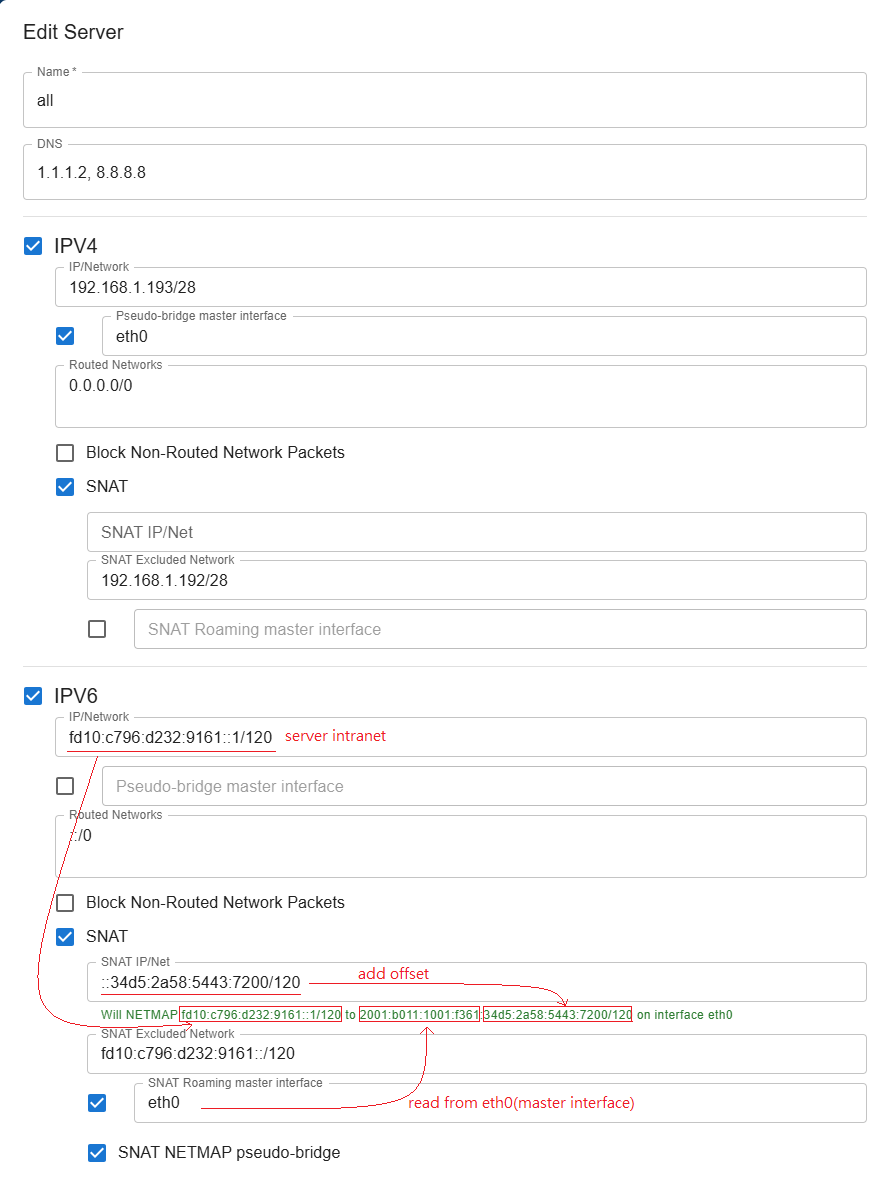 Edit Server
Name *
all
DNS
1.1.1.2, 8.8.8.8
IPV4
IP/Network
192.168.1.193/28
Pseudo-bridge master interface
eth0
Routed Networks
0.0.0.0/0
Block Non-Routed Network Packets
SNAT
SNAT IP/Net
SNAT Excluded Network
192.168.1.192/28
SNAT Roaming master interface
IPV6
IP/Network
fd10:c796:d232:9161::1/120 server intranet
Pseudo-bridge master interface
Routed Networks
::/0
Block Non-Routed Network Packets
SNAT
SNAT IP/Net
::34d5:2a58:5443:7200/120 add offset
Will NETMAP fd10:c796:d232:9161::1/120 to 2001:b011:1001:f361:34d5:2a58:5443:7200/120 on interface eth0
SNAT Excluded Network
fd10:c796:d232:9161::/120
SNAT Roaming master interface
eth0 read from eth0(master interface)
SNAT NETMAP pseudo-bridge